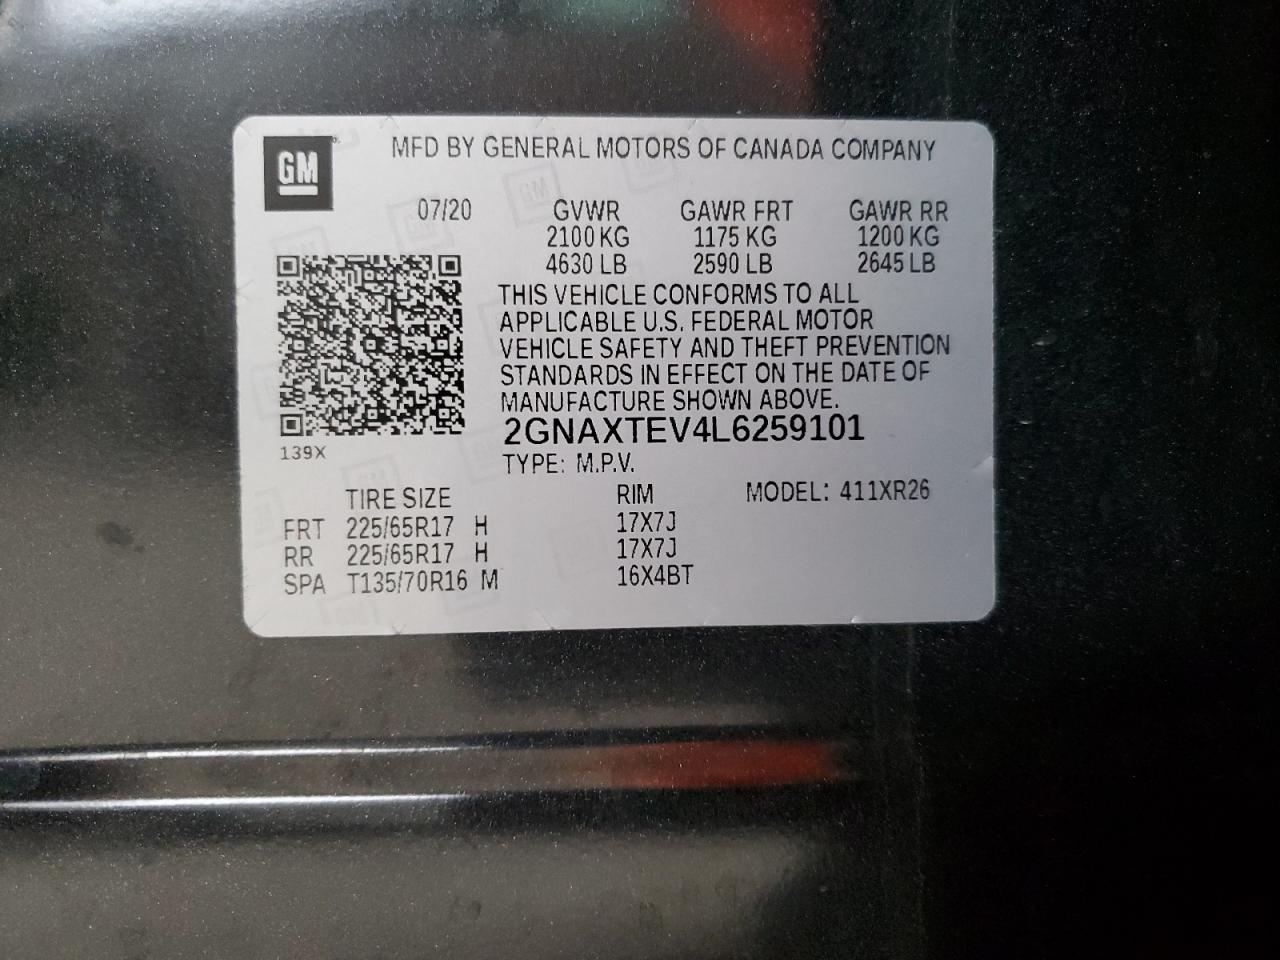 GM
MFD BY GENERAL MOTORS OF CANADA COMPANY
07/20 GVWR GAWR FRT GAWR RR
2100 KG 1175 KG 1200 KG
4630 LB 2590 LB 2645 LB
THIS VEHICLE CONFORMS TO ALL
APPLICABLE U.S. FEDERAL MOTOR
VEHICLE SAFETY AND THEFT PREVENTION
STANDARDS IN EFFECT ON THE DATE OF
MANUFACTURE SHOWN ABOVE.
2GNAXTEV4L6259101
139X
TYPE: M.P.V.
TIRE SIZE RIM MODEL: 411XR26
FRT 225/65R17 H 17X7J
RR 225/65R17 H 17X7J
SPA T135/70R16 M 16X4BT